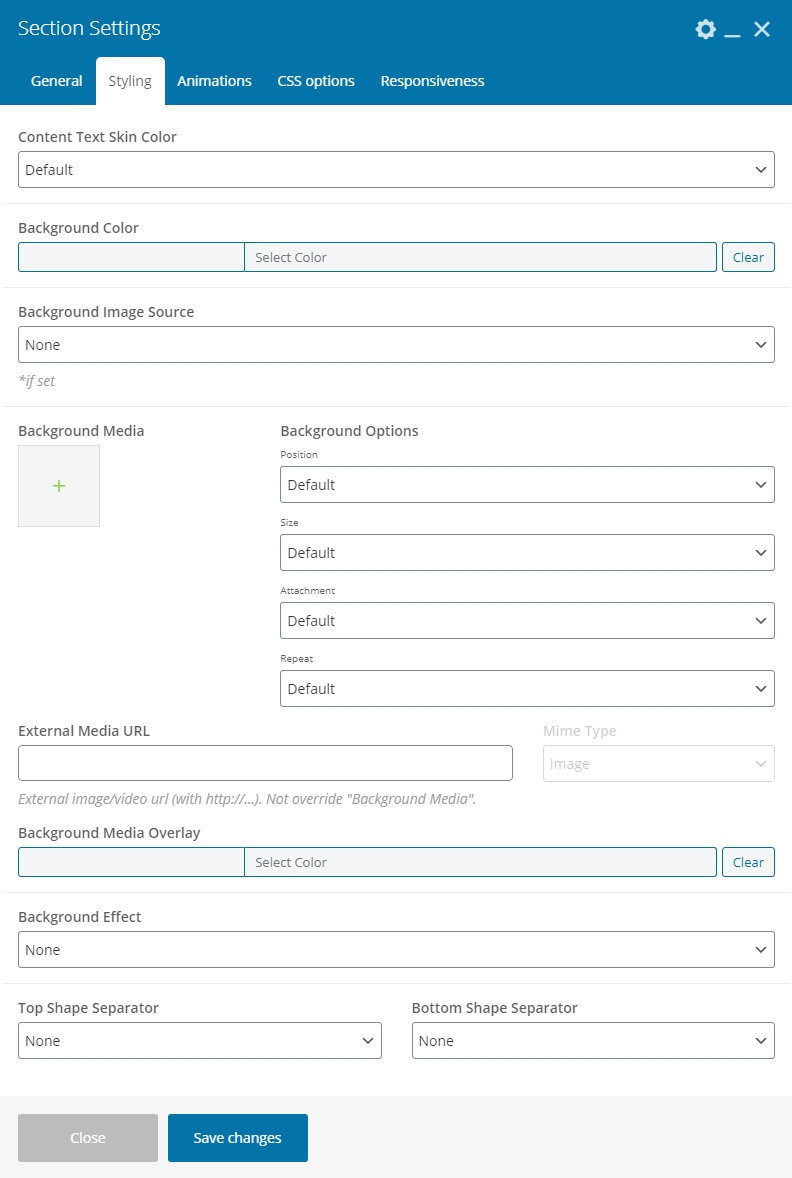 Section Settings
General Styling Animations CSS options Responsiveness
Content Text Skin Color
Default
Background Color
Select Color Clear
Background Image Source
None
*if set
Background Media
+
Background Options
Position
Default
Size
Default
Attachment
Default
Repeat
Default
External Media URL
Mime Type
Image
External image/video url (with http://...). Not override "Background Media".
Background Media Overlay
Select Color Clear
Background Effect
None
Top Shape Separator
None
Bottom Shape Separator
None
Close Save changes